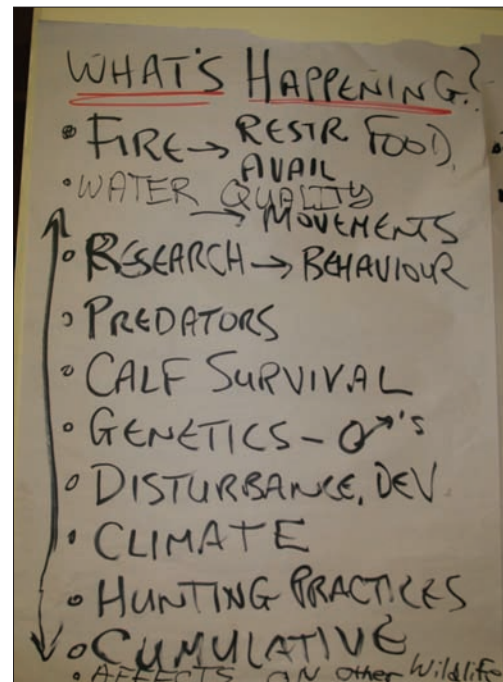 WHAT'S HAPPENING?
• FIRE → RESTR FOOD,
AVAIL
• WATER QUALITY
→ MOVEMENTS
• RESEARCH → BEHAVIOUR
• PREDATORS
• CALF SURVIVAL
• GENETICS - ♂'s
• DISTURBANCE, DEV
• CLIMATE
• HUNTING PRACTICES
• CUMULATIVE
• AFFECTS ON other Wildlife